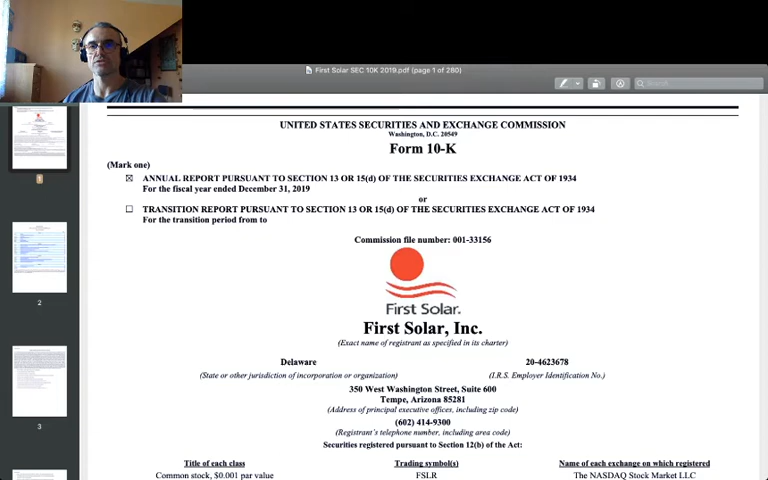 First Solar SEC 10K 2019.pdf (page 1 of 280)
Search
UNITED STATES SECURITIES AND EXCHANGE COMMISSION
Washington, D.C. 20549
Form 10-K
(Mark one)
☒ ANNUAL REPORT PURSUANT TO SECTION 13 OR 15(d) OF THE SECURITIES EXCHANGE ACT OF 1934
For the fiscal year ended December 31, 2019
or
☐ TRANSITION REPORT PURSUANT TO SECTION 13 OR 15(d) OF THE SECURITIES EXCHANGE ACT OF 1934
For the transition period from to
Commission file number: 001-33156
First Solar.
First Solar, Inc.
(Exact name of registrant as specified in its charter)
Delaware 20-4623678
(State or other jurisdiction of incorporation or organization) (I.R.S. Employer Identification No.)
350 West Washington Street, Suite 600
Tempe, Arizona 85281
(Address of principal executive offices, including zip code)
(602) 414-9300
(Registrant's telephone number, including area code)
Securities registered pursuant to Section 12(b) of the Act:
Title of each class Trading symbol(s) Name of each exchange on which registered
Common stock, $0.001 par value FSLR The NASDAQ Stock Market LLC
1
2
3